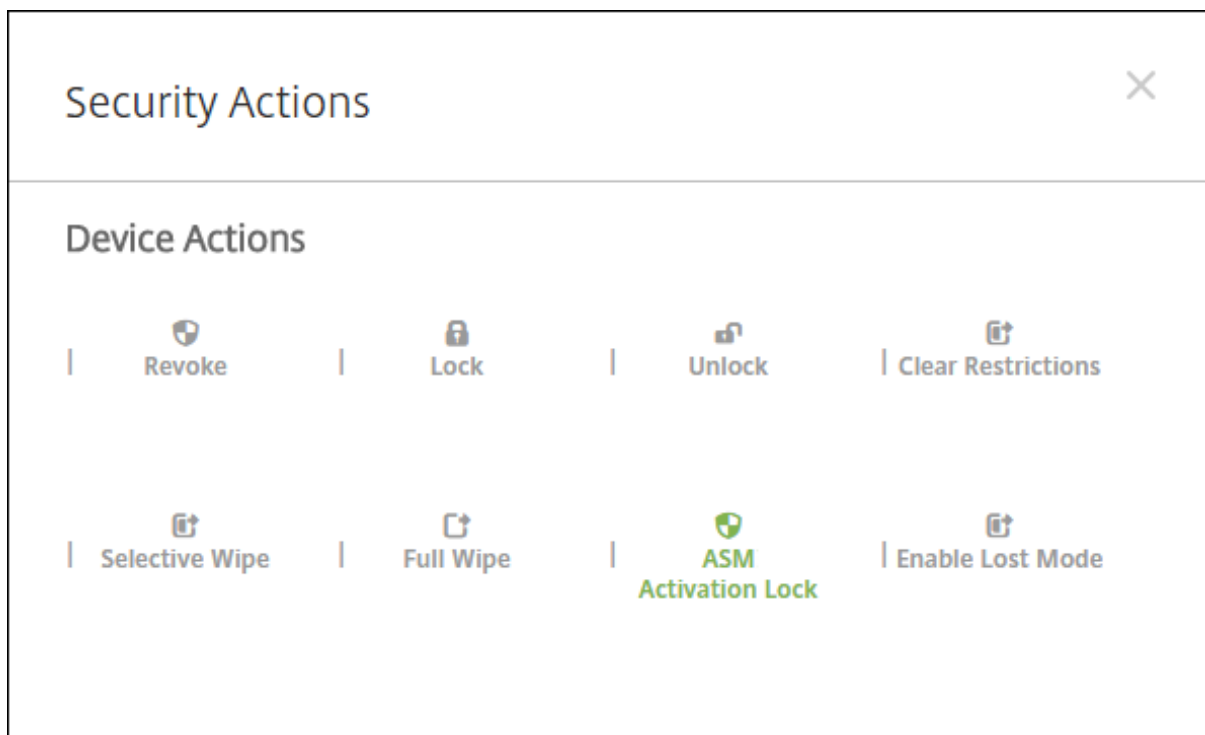 Security Actions
Device Actions
Revoke
Lock
Unlock
Clear Restrictions
Selective Wipe
Full Wipe
ASM
Activation Lock
Enable Lost Mode